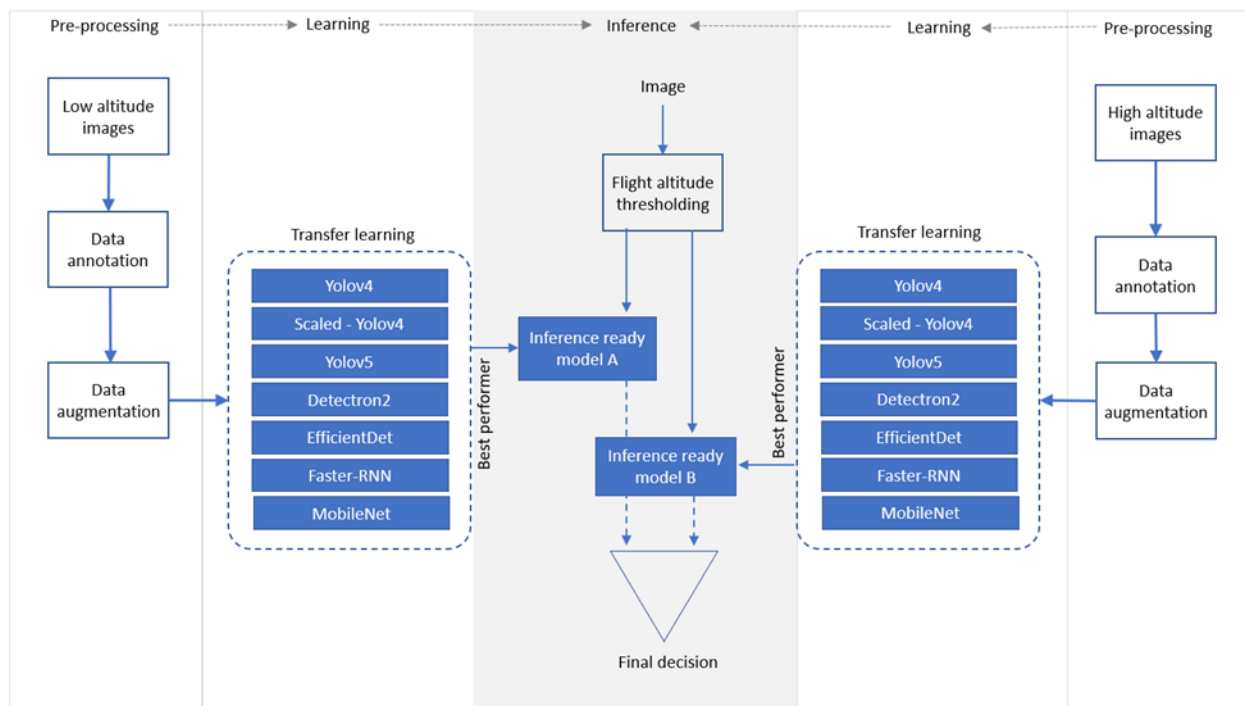 Pre-processing
Learning
Inference
Learning
Pre-processing
Low altitude
images
Data
annotation
Data
augmentation
Transfer learning
Yolov4
Scaled - Yolov4
Yolov5
Detectron2
EfficientDet
Faster-RNN
MobileNet
Best performer
Image
Flight altitude
thresholding
Inference ready
model A
Inference ready
model B
Final decision
Best performer
Transfer learning
Yolov4
Scaled - Yolov4
Yolov5
Detectron2
EfficientDet
Faster-RNN
MobileNet
High altitude
images
Data
annotation
Data
augmentation